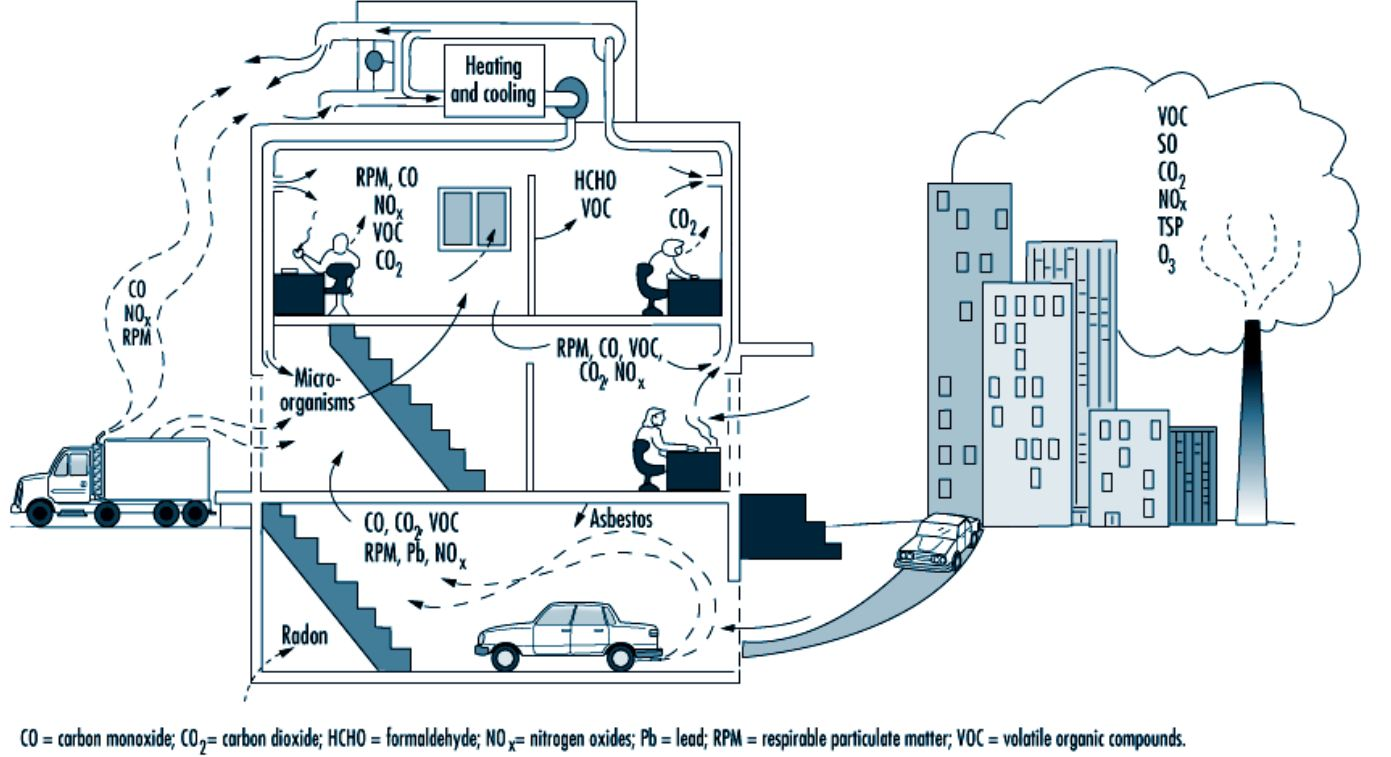 Heating
and cooling
RPM, CO
NOx
VOC
CO2
HCHO
VOC
CO2
VOC
SO
CO2
NOx
TSP
O3
CO
NOx
RPM
Micro-
organisms
RPM, CO, VOC,
CO2, NOx
CO, CO2, VOC
RPM, Pb, NOx
Asbestos
Radon
CO = carbon monoxide; CO2= carbon dioxide; HCHO = formaldehyde; NOx= nitrogen oxides; Pb = lead; RPM = respirable particulate matter; VOC = volatile organic compounds.